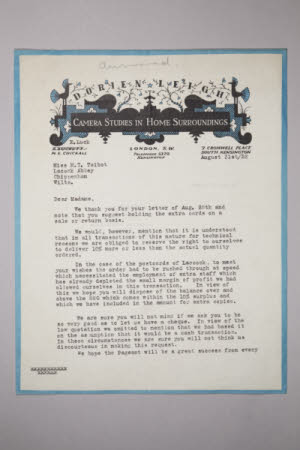 Answered.
DORIEN LEIGH
CAMERA STUDIES IN HOME SURROUNDINGS
E. Luck
LONDON, S.W.
TELEPHONE
KENSINGTON
CROMWELL PLACE
SOUTH KENSINGTON
August 21st/32
Miss M.T. Talbot
Lacock Abbey
Chippenham
Wilts.
Dear Madame,
We thank you for your letter of Aug. 20th and
note that you suggest holding the extra cards on a
sale or return basis.
We would, however, mention that it is understood
that in all transactions of this nature for technical
reasons we are obliged to reserve the right to ourselves
to deliver 10% more or less than the actual quantity
ordered.
In the case of the postcards of Lacock, to meet
your wishes the order had to be rushed through at speed
which necessitated the employment of extra staff which
has already depleted the small margin of profit we had
allowed ourselves in this transaction. In view of
this we hope you will dispose of the balance over and
above the which comes within the 10% surplus and
which we have included in the amount for extra copies.
We are sure you will not mind if we ask you to be
so very good as to let us have a cheque. In view of the
low quotation we omitted to mention that we had based it
on the assumption that it would be a cash transaction.
In these circumstances we are sure you will not think us
discourteous in making this request.
We hope the Pageant will be a great success from every